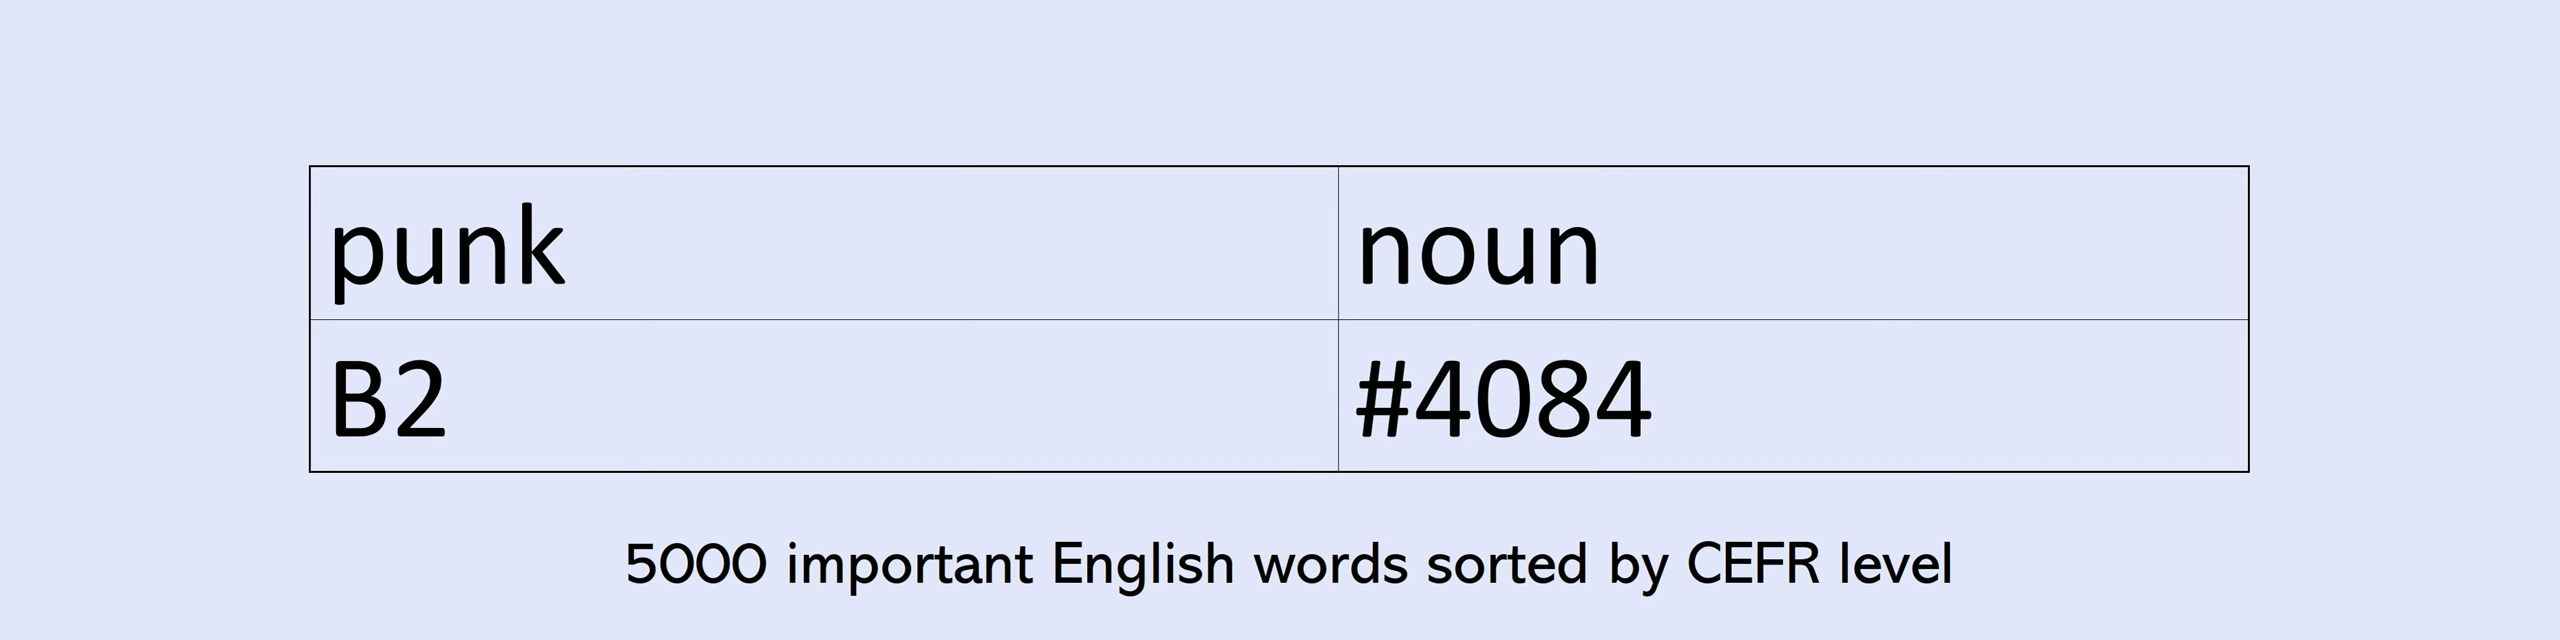 punk noun
B2 #4084
5000 important English words sorted by CEFR level